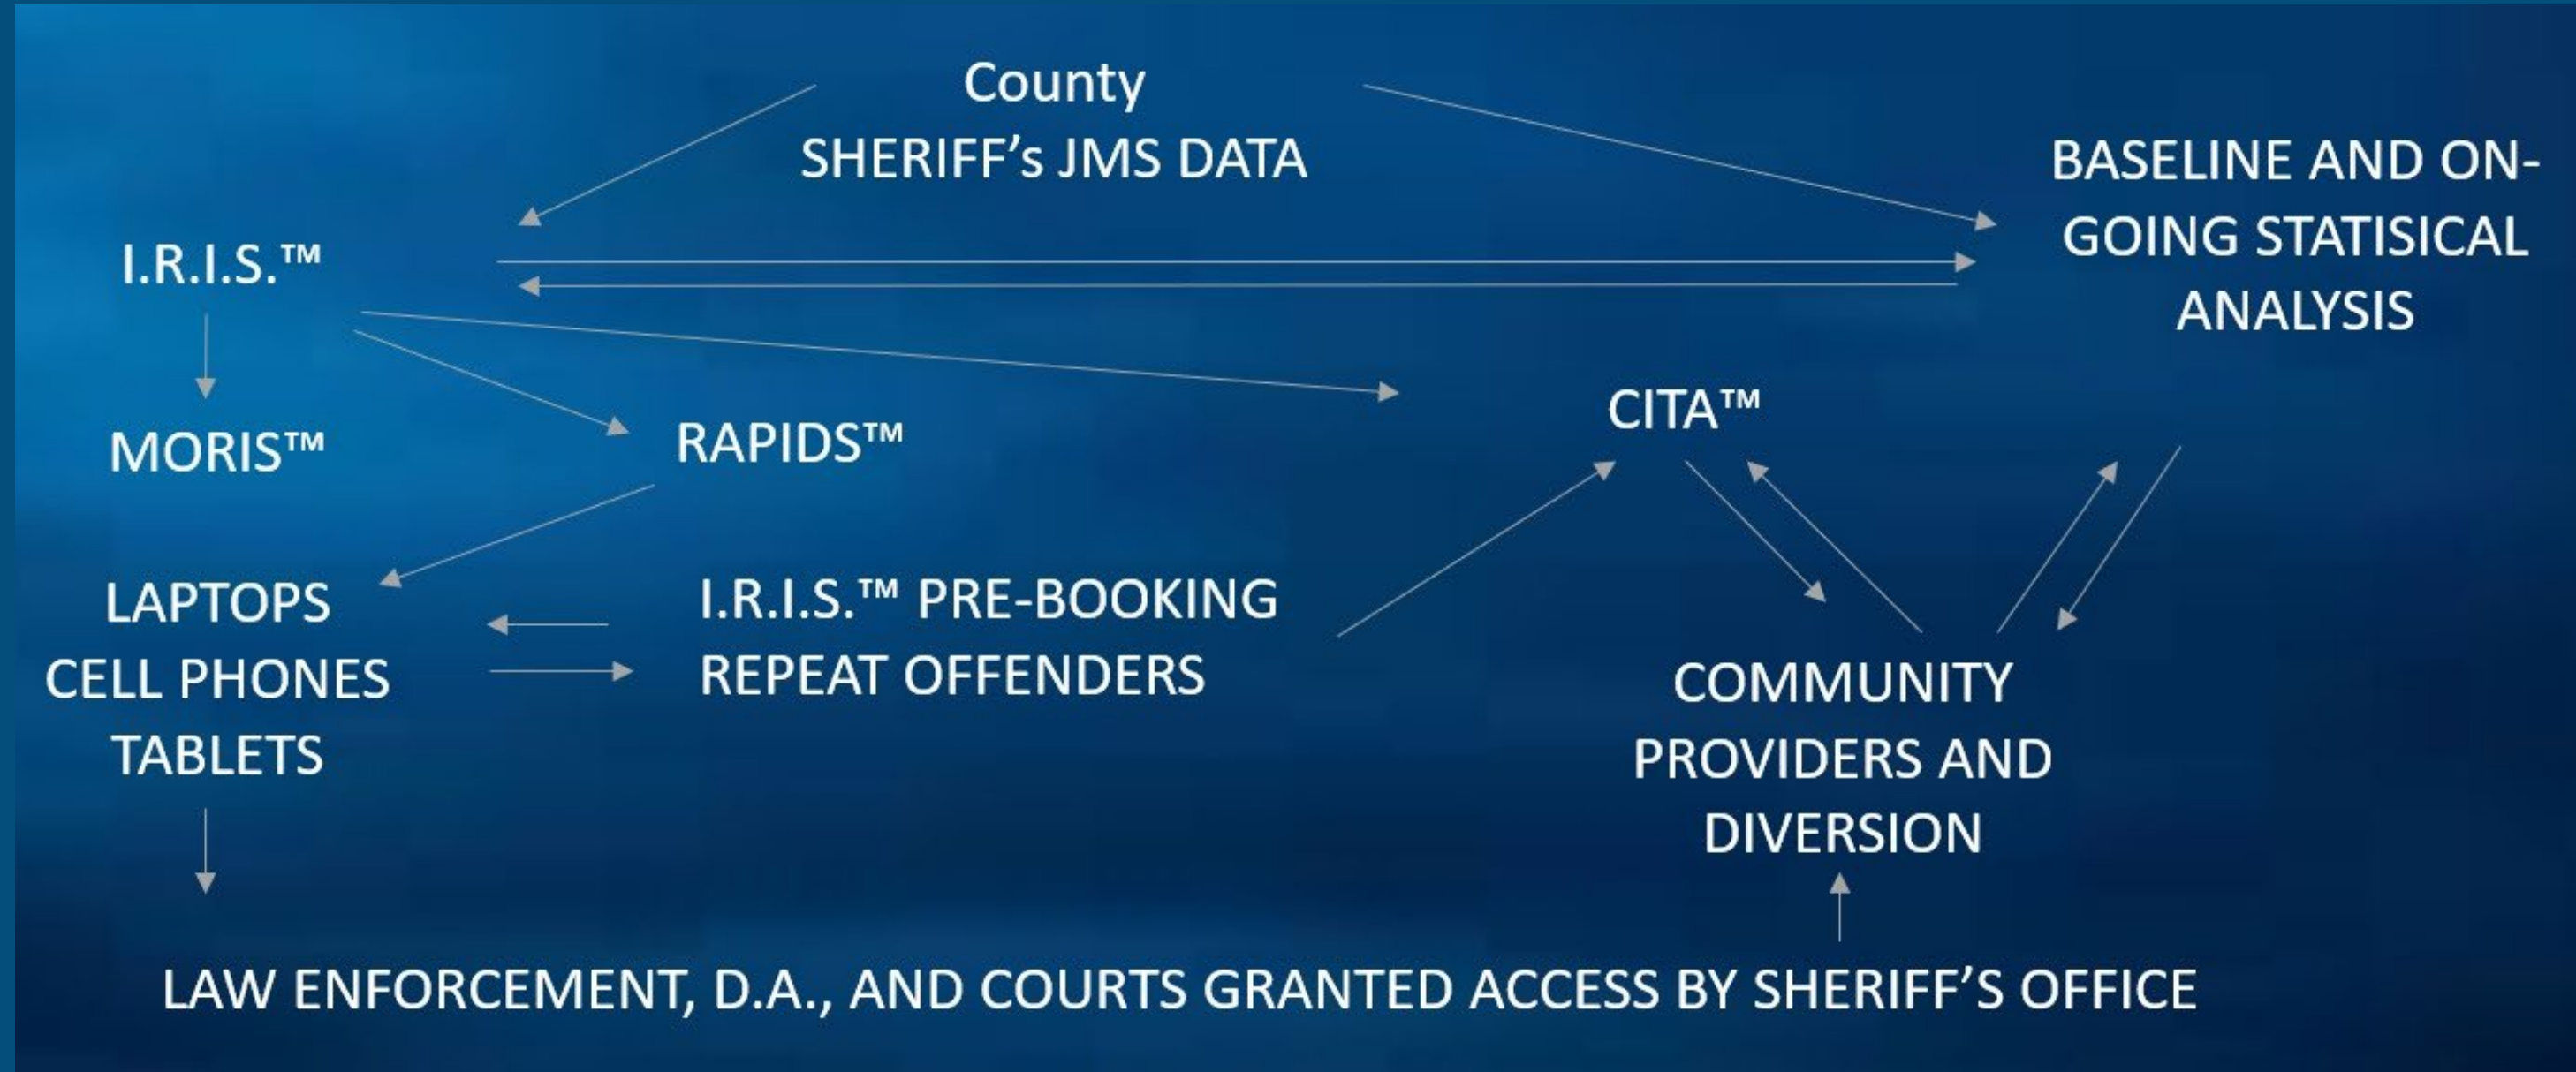 County
SHERIFF's JMS DATA
BASELINE AND ON-
GOING STATISICAL
ANALYSIS
I.R.I.S.™
CITA™
MORIS™
RAPIDS™
LAPTOPS
CELL PHONES
TABLETS
I.R.I.S.™ PRE-BOOKING
REPEAT OFFENDERS
COMMUNITY
PROVIDERS AND
DIVERSION
LAW ENFORCEMENT, D.A., AND COURTS GRANTED ACCESS BY SHERIFF'S OFFICE